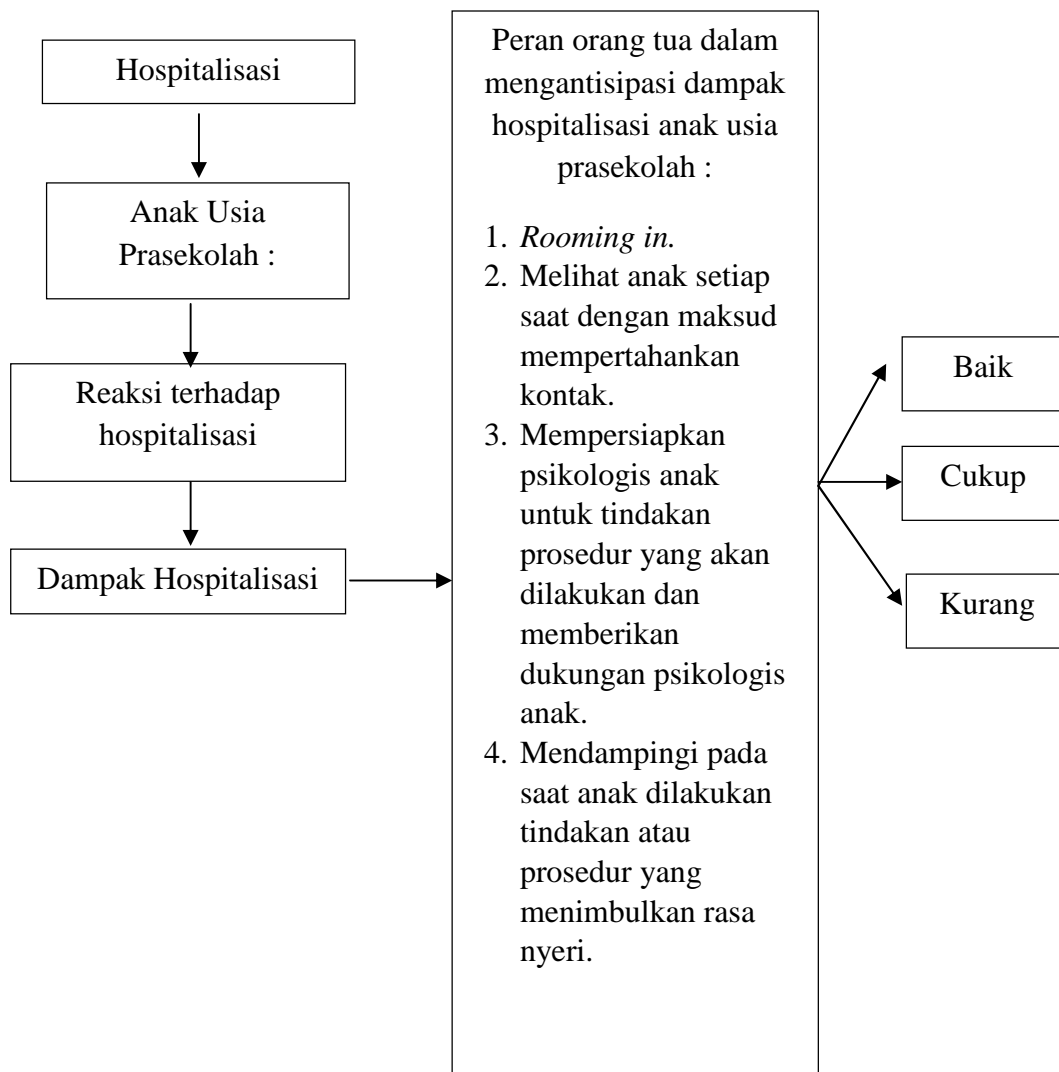 Hospitalisasi
Anak Usia
Prasekolah :
Reaksi terhadap
hospitalisasi
Dampak Hospitalisasi
Peran orang tua dalam
mengantisipasi dampak
hospitalisasi anak usia
prasekolah :
1. Rooming in.
2. Melihat anak setiap
saat dengan maksud
mempertahankan
kontak.
3. Mempersiapkan
psikologis anak
untuk tindakan
prosedur yang akan
dilakukan dan
memberikan
dukungan psikologis
anak.
4. Mendampingi pada
saat anak dilakukan
tindakan atau
prosedur yang
menimbulkan rasa
nyeri.
Baik
Cukup
Kurang